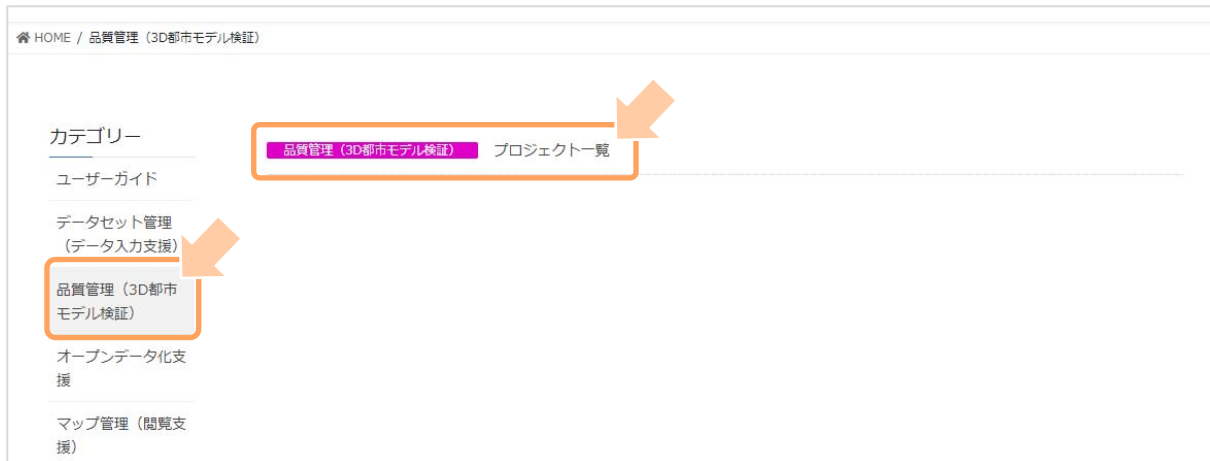 HOME / 品質管理（3D都市モデル検証）
カテゴリー
ユーザーガイド
データセット管理
（データ入力支援）
品質管理（3D都市
モデル検証）
オープンデータ化支
援
マップ管理（閲覧支
援）
品質管理（3D都市モデル検証） プロジェクト一覧